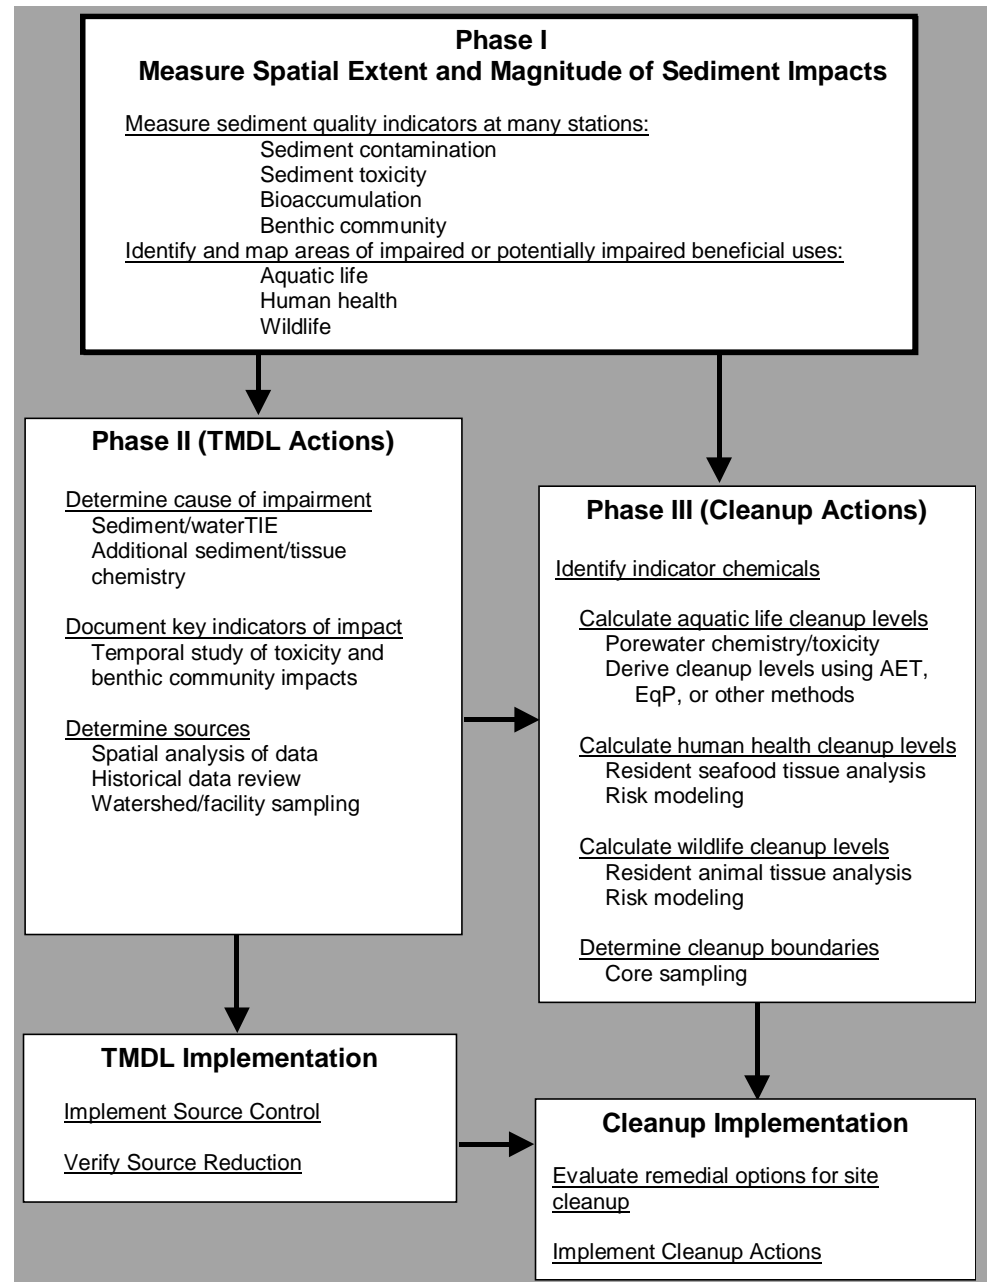 Phase I
Measure Spatial Extent and Magnitude of Sediment Impacts
Measure sediment quality indicators at many stations:
Sediment contamination
Sediment toxicity
Bioaccumulation
Benthic community
Identify and map areas of impaired or potentially impaired beneficial uses:
Aquatic life
Human health
Wildlife
Phase II (TMDL Actions)
Determine cause of impairment
Sediment/waterTIE
Additional sediment/tissue
chemistry
Document key indicators of impact
Temporal study of toxicity and
benthic community impacts
Determine sources
Spatial analysis of data
Historical data review
Watershed/facility sampling
Phase III (Cleanup Actions)
Identify indicator chemicals
Calculate aquatic life cleanup levels
Porewater chemistry/toxicity
Derive cleanup levels using AET,
EqP, or other methods
Calculate human health cleanup levels
Resident seafood tissue analysis
Risk modeling
Calculate wildlife cleanup levels
Resident animal tissue analysis
Risk modeling
Determine cleanup boundaries
Core sampling
TMDL Implementation
Implement Source Control
Verify Source Reduction
Cleanup Implementation
Evaluate remedial options for site
cleanup
Implement Cleanup Actions